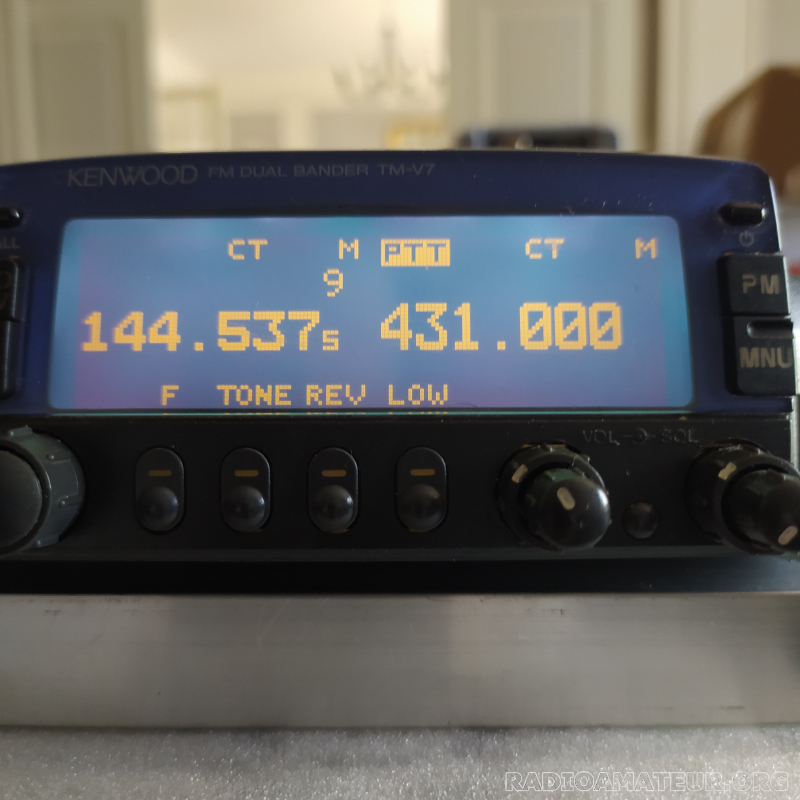 KENWOOD FM DUAL BANDER TM-V7
CT M PTT CT M
9
144.5375 431.000
F TONE REV LOW
PM
MNU
VOL SQL
RADIOAMATEUR.ORG